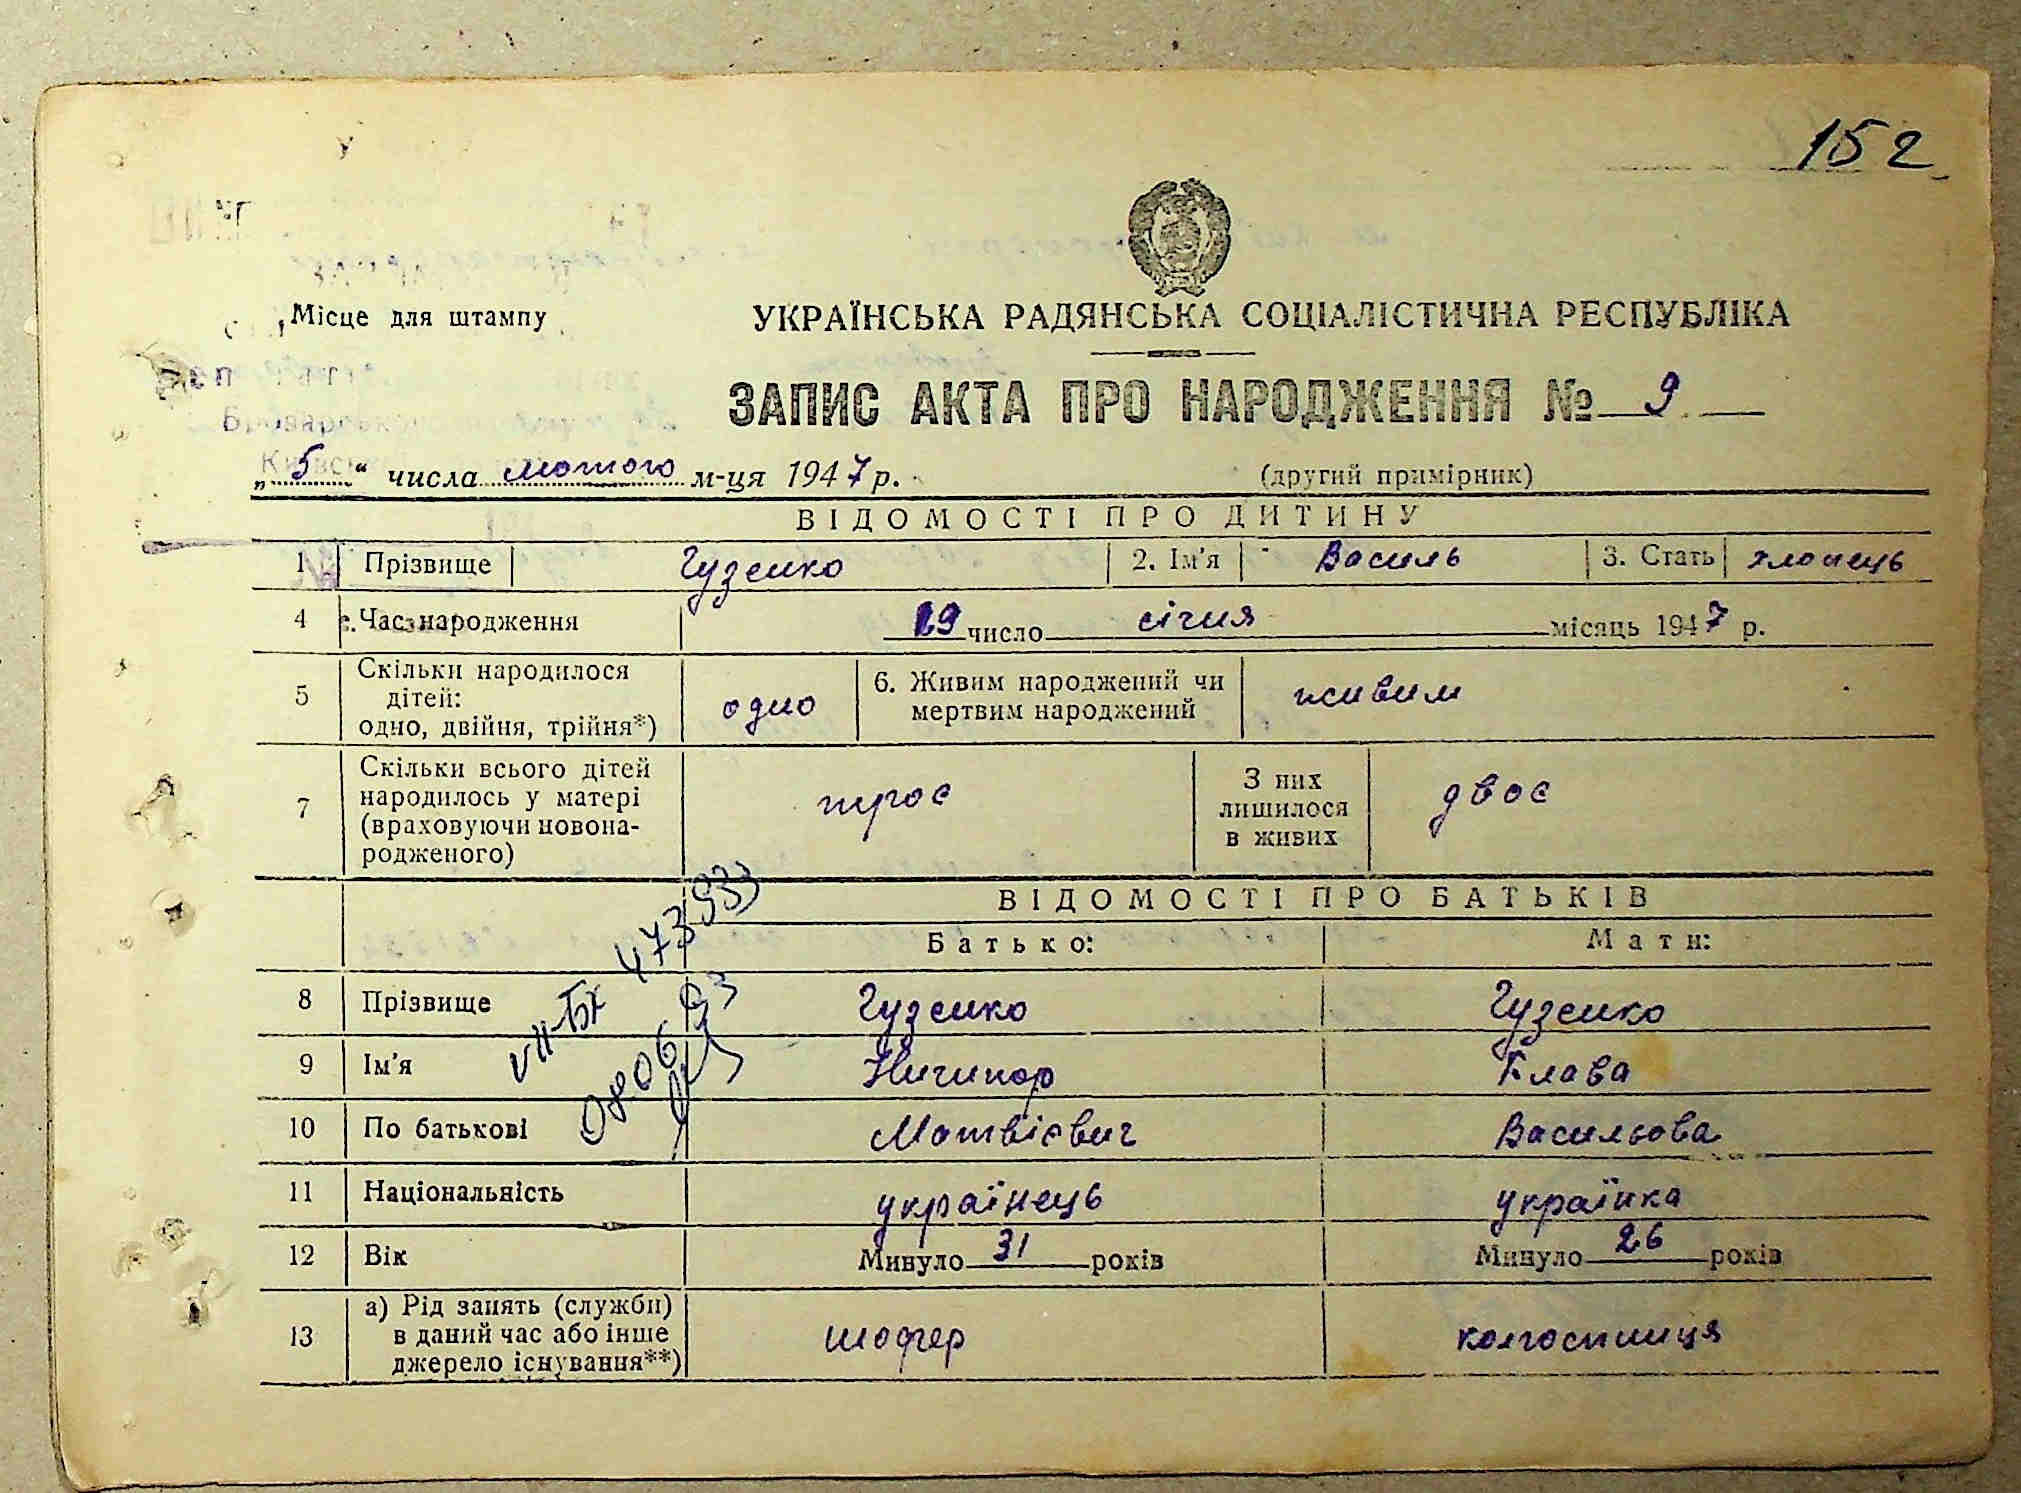 152
Місце для штампу
УКРАЇНСЬКА РАДЯНСЬКА СОЦІАЛІСТИЧНА РЕСПУБЛІКА
ЗАПИС АКТА ПРО НАРОДЖЕННЯ № 9
„5“ числа лютого м-ця 1947 р. (другий примірник)
ВІДОМОСТІ ПРО ДИТИНУ
1 Прізвище Гузенко 2. Ім'я Василь 3. Стать хлопець
4 Час народження 29 число січня місяць 1947 р.
5 Скільки народилося дітей: одно, двійня, трійня*) одно 6. Живим народжений чи мертвим народжений живим
7 Скільки всього дітей народилось у матері (враховуючи новонародженого) троє З них лишилося в живих двоє
ВІДОМОСТІ ПРО БАТЬКІВ
Батько: Мати:
8 Прізвище Гузенко Гузенко
9 Ім'я Ничипор Клава
10 По батькові Матвієвич Васильова
11 Національність українець українка
12 Вік Минуло 31 років Минуло 26 років
13 а) Рід занять (служби) в даний час або інше джерело існування**) шофер колгоспниця
VII-БК 473933